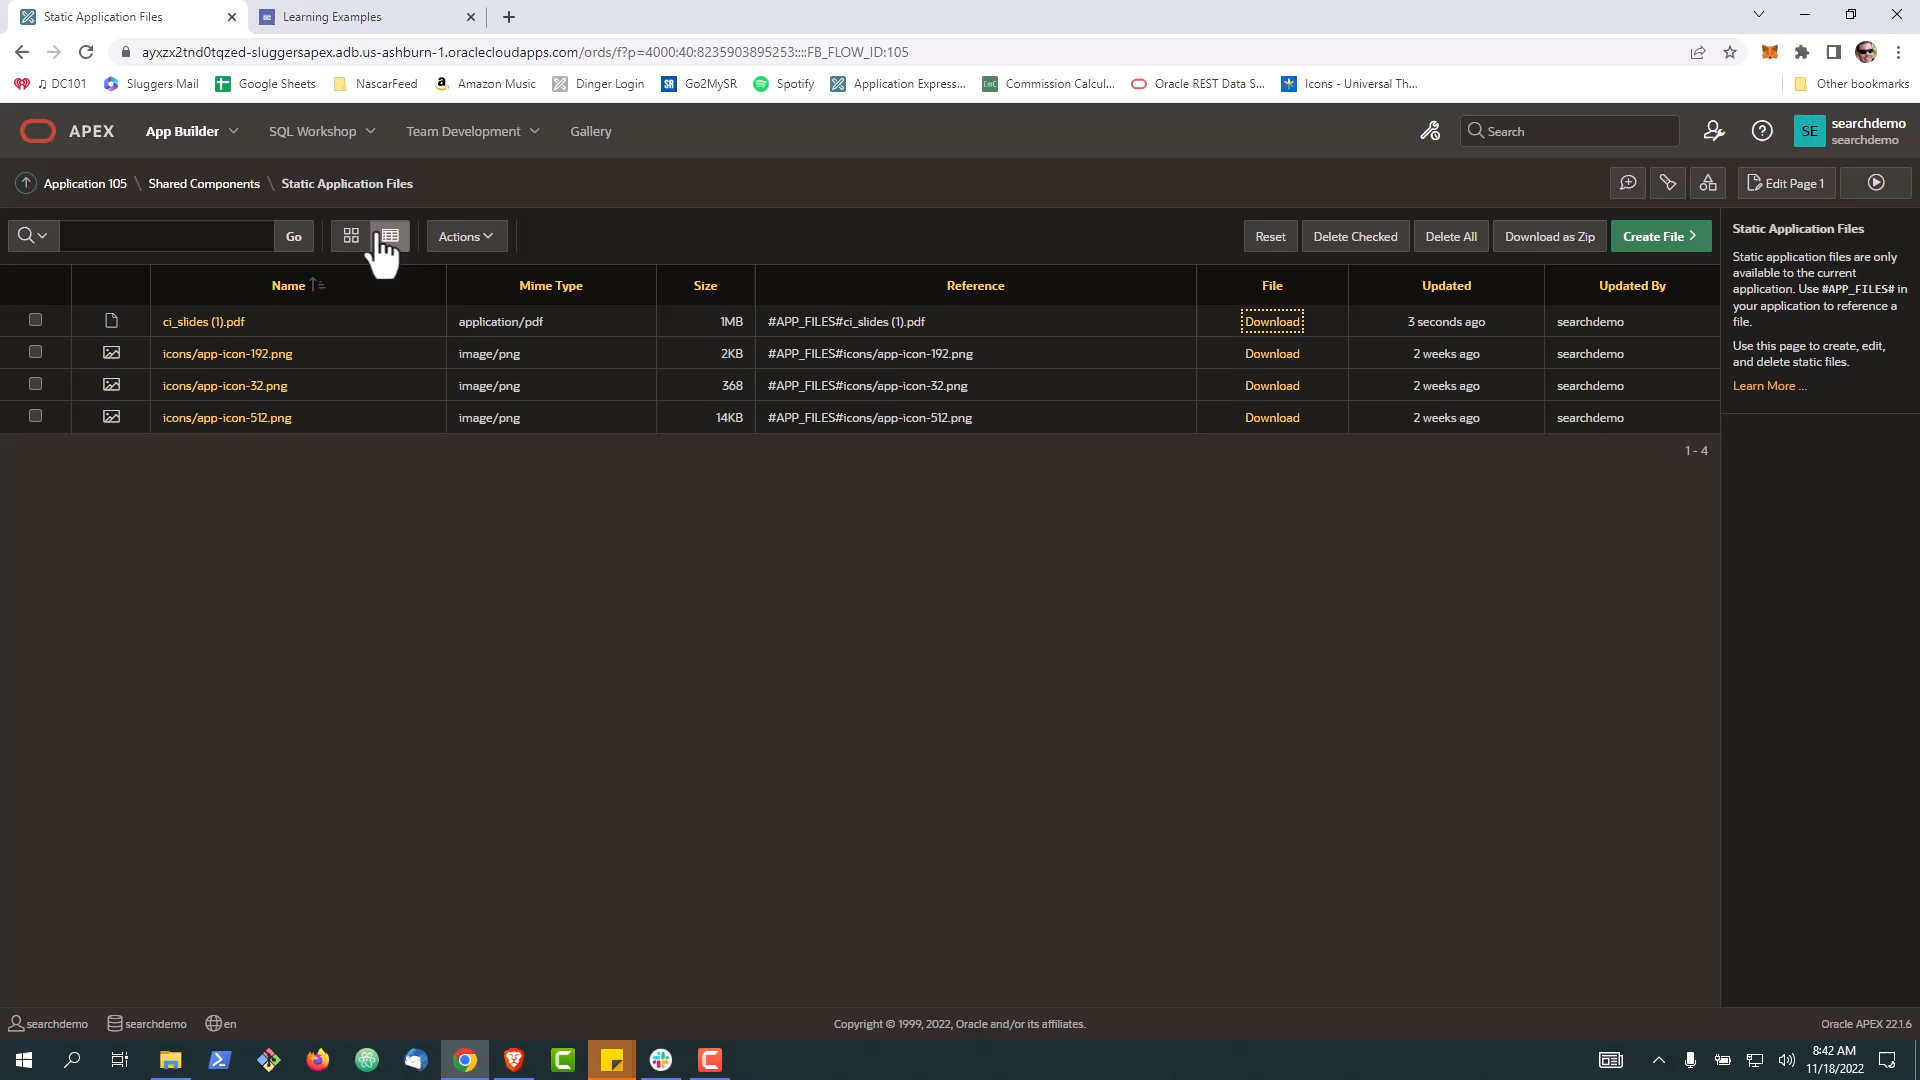 Static Application Files
Learning Examples
ayxzx2tnd0tqzed-sluggersapex.adb.us-ashburn-1.oraclecloudapps.com/ords/f?p=4000:40:8235903895253::::FB_FLOW_ID:105
♫ DC101 Sluggers Mail Google Sheets NascarFeed Amazon Music Dinger Login Go2MySR Spotify Application Express... Commission Calcul... Oracle REST Data S... Icons - Universal Th... Other bookmarks
APEX App Builder SQL Workshop Team Development Gallery Search SE searchdemo
searchdemo
Application 105 \ Shared Components \ Static Application Files Edit Page 1
Go Actions Reset Delete Checked Delete All Download as Zip Create File
Name Mime Type Size Reference File Updated Updated By
ci_slides (1).pdf application/pdf 1MB #APP_FILES#ci_slides (1).pdf Download 3 seconds ago searchdemo
icons/app-icon-192.png image/png 2KB #APP_FILES#icons/app-icon-192.png Download 2 weeks ago searchdemo
icons/app-icon-32.png image/png 368 #APP_FILES#icons/app-icon-32.png Download 2 weeks ago searchdemo
icons/app-icon-512.png image/png 14KB #APP_FILES#icons/app-icon-512.png Download 2 weeks ago searchdemo
1 - 4
Static Application Files
Static application files are only
available to the current
application. Use #APP_FILES# in
your application to reference a
file.
Use this page to create, edit,
and delete static files.
Learn More ...
searchdemo searchdemo en Copyright © 1999, 2022, Oracle and/or its affiliates. Oracle APEX 22.1.6
8:42 AM
11/18/2022